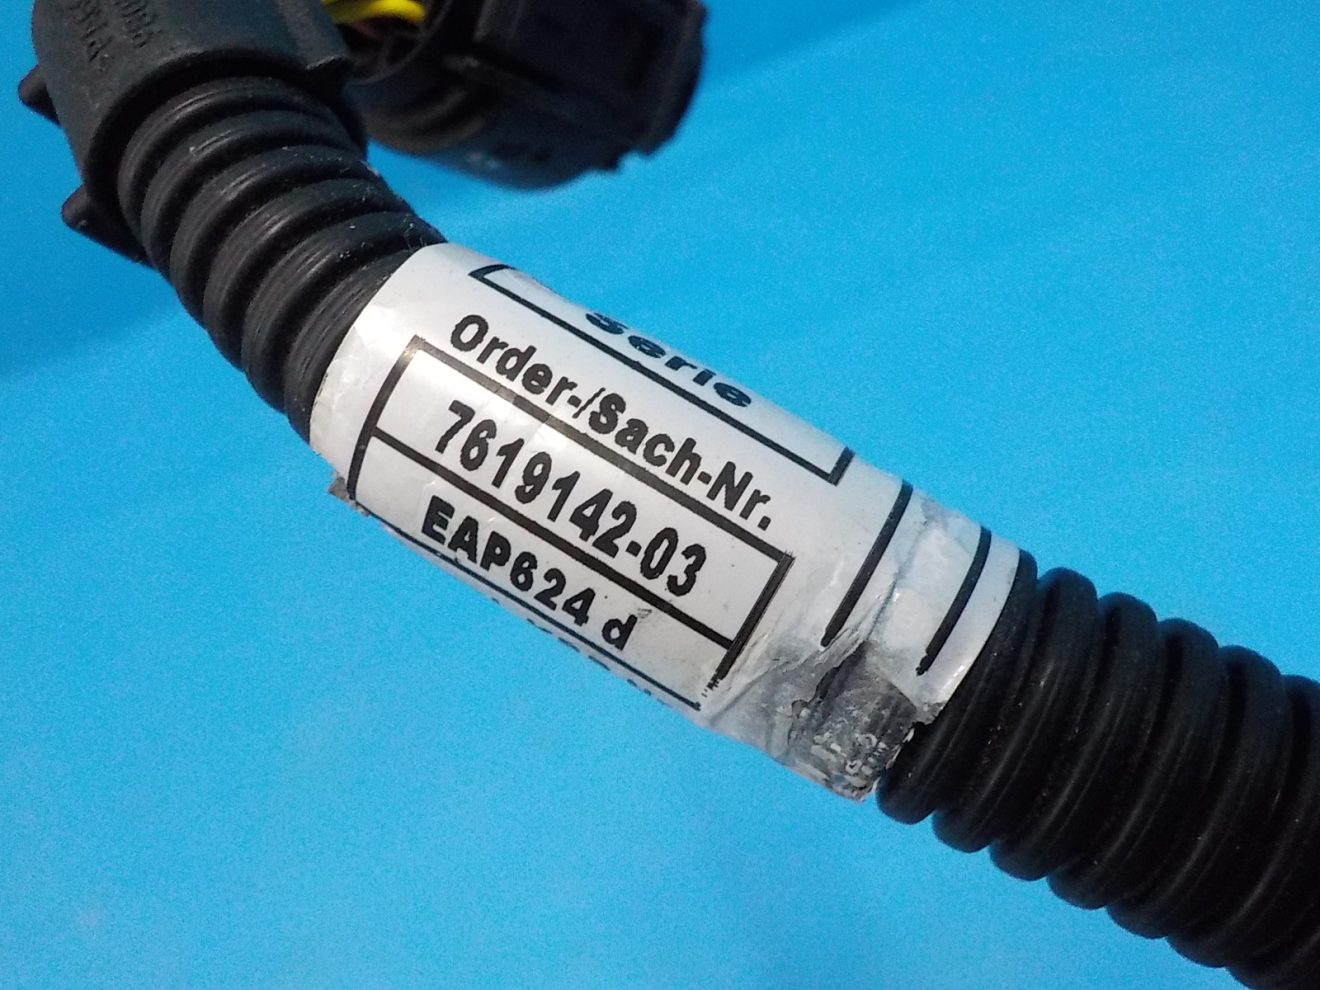 Serie
Order-/Sach-Nr.
7619142-03
EAP624 d